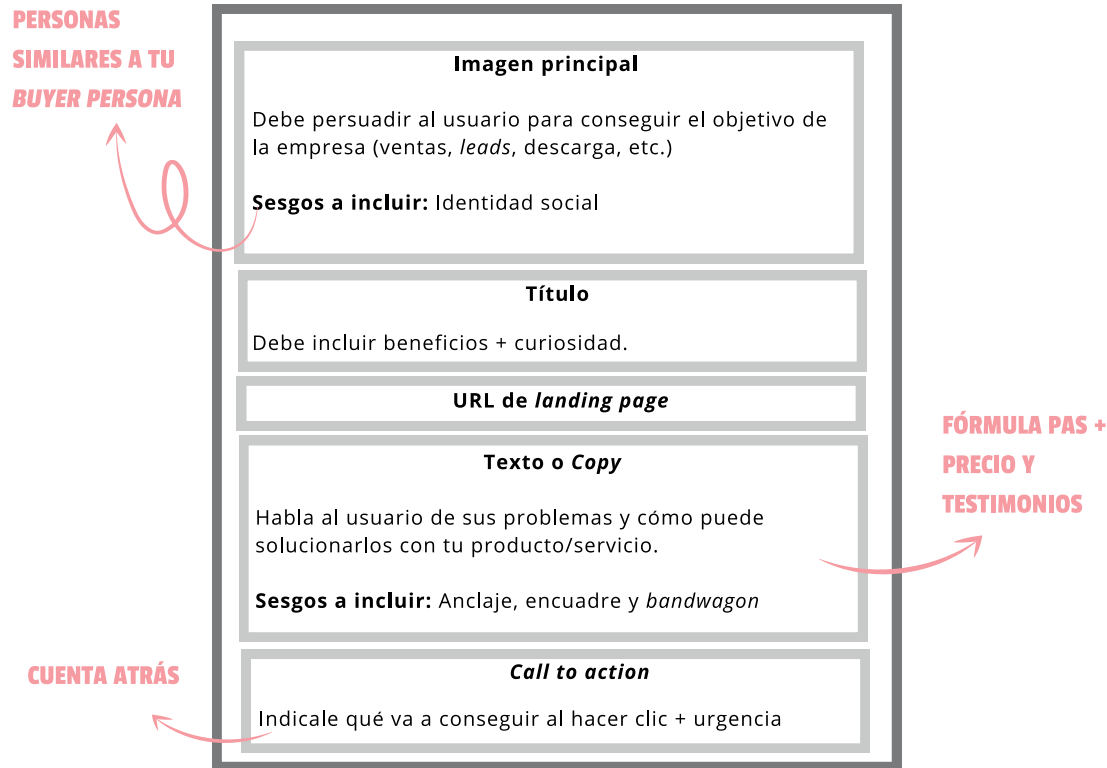 PERSONAS
SIMILARES A TU
BUYER PERSONA
Imagen principal
Debe persuadir al usuario para conseguir el objetivo de
la empresa (ventas, leads, descarga, etc.)
Sesgos a incluir: Identidad social
Título
Debe incluir beneficios + curiosidad.
URL de landing page
Texto o Copy
Habla al usuario de sus problemas y cómo puede
solucionarlos con tu producto/servicio.
Sesgos a incluir: Anclaje, encuadre y bandwagon
FÓRMULA PAS +
PRECIO Y
TESTIMONIOS
Call to action
Indicale qué va a conseguir al hacer clic + urgencia
CUENTA ATRÁS